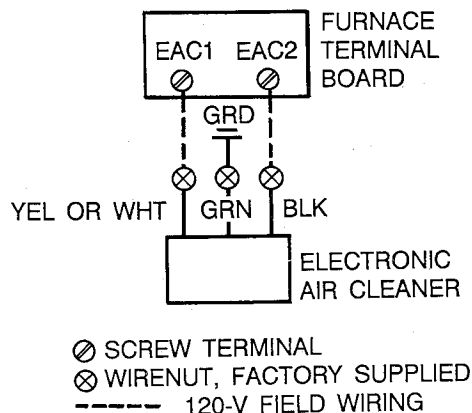 FURNACE
TERMINAL
BOARD
EAC1 EAC2
GRD
YEL OR WHT GRN BLK
ELECTRONIC
AIR CLEANER
SCREW TERMINAL
WIRENUT, FACTORY SUPPLIED
120-V FIELD WIRING